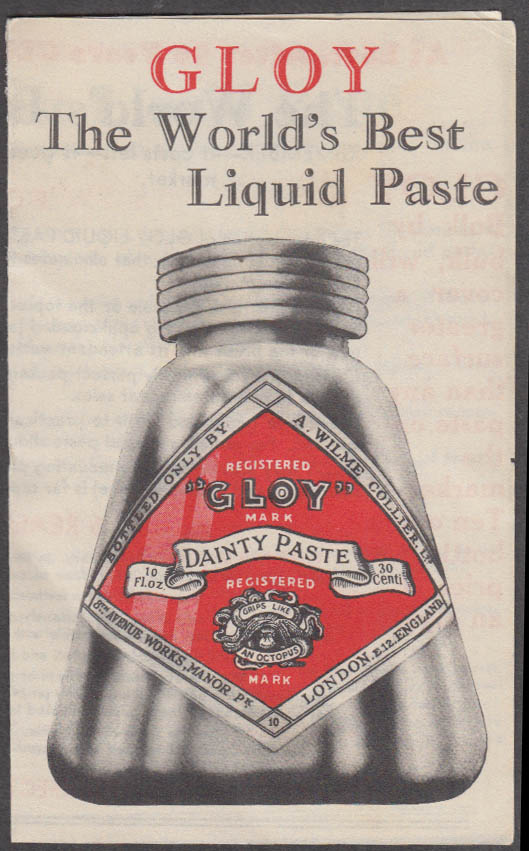 GLOY
The World's Best
Liquid Paste
BOTTLED ONLY BY
A. WILME COLLIER, LD
REGISTERED
"GLOY"
MARK
DAINTY PASTE
10
Fl.oz.
30
Centi
REGISTERED
GRIPS LIKE
AN OCTOPUS
MARK
8TH AVENUE WORKS, MANOR PK
LONDON. E.12. ENGLAND
10